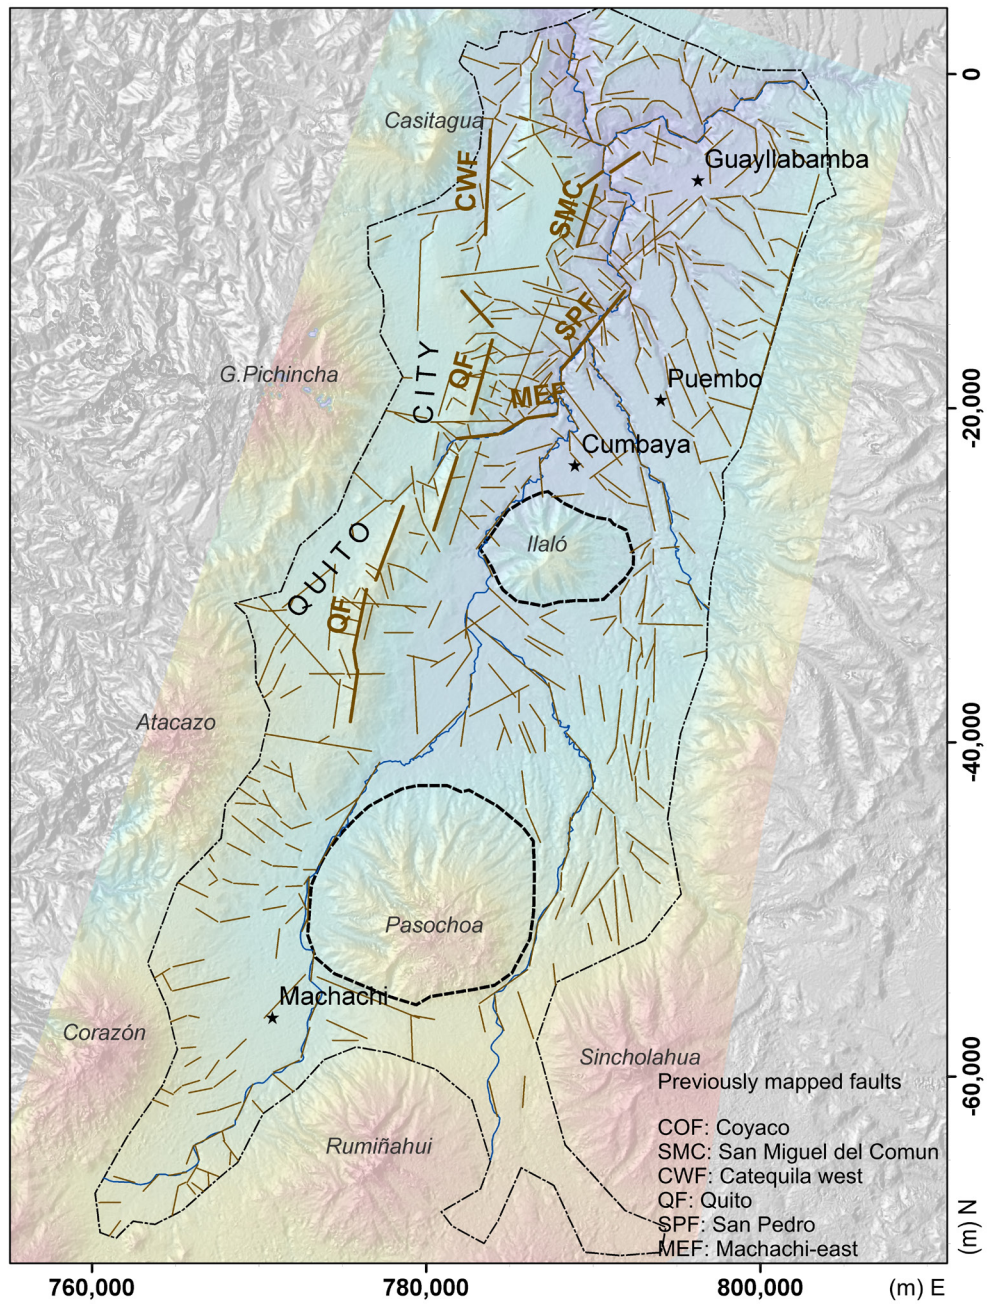 0
Casitagua
Guayllabamba
CWF
SMC
SPF
CITY
QF
G.Pichincha
Puembo
MEF
-20,000
Cumbaya
Ilaló
QUITO
QF
Atacazo
-40,000
Pasochoa
Machachi
Corazón
Sincholahua
-60,000
Previously mapped faults
Rumiñahui
COF: Coyaco
SMC: San Miguel del Comun
CWF: Catequila west
QF: Quito
SPF: San Pedro
MEF: Machachi-east
(m) N
760,000
780,000
800,000
(m) E